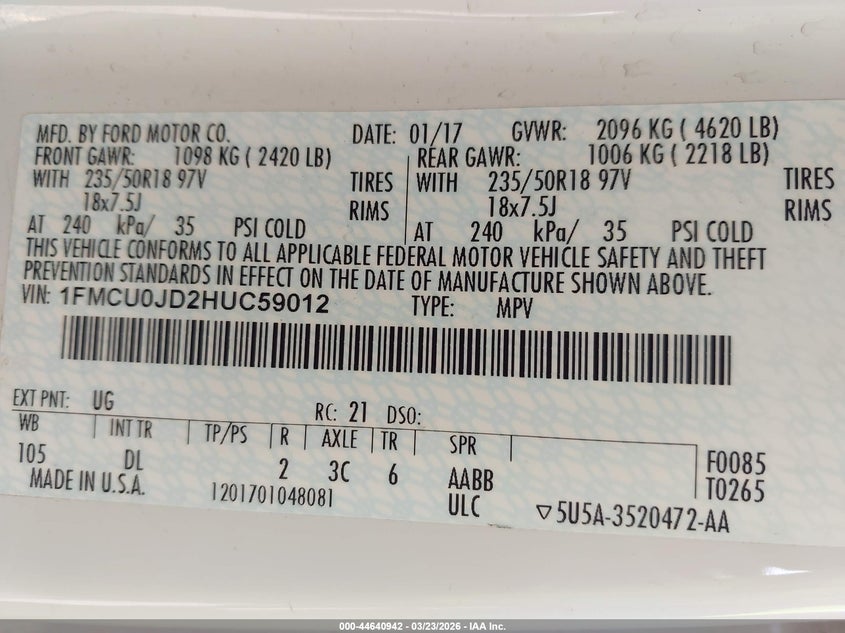 MFD. BY FORD MOTOR CO. DATE: 01/17 GVWR: 2096 KG ( 4620 LB)
FRONT GAWR: 1098 KG ( 2420 LB) REAR GAWR: 1006 KG ( 2218 LB)
WITH 235/50R18 97V TIRES WITH 235/50R18 97V TIRES
18x7.5J RIMS 18x7.5J RIMS
AT 240 kPa/ 35 PSI COLD AT 240 kPa/ 35 PSI COLD
THIS VEHICLE CONFORMS TO ALL APPLICABLE FEDERAL MOTOR VEHICLE SAFETY AND THEFT
PREVENTION STANDARDS IN EFFECT ON THE DATE OF MANUFACTURE SHOWN ABOVE.
VIN: 1FMCU0JD2HUC59012 TYPE: MPV
EXT PNT: UG RC: 21 DSO:
WB INT TR TP/PS R AXLE TR SPR
105 DL 2 3C 6 AABB F0085
MADE IN U.S.A. 1201701048081 ULC T0265
▽5U5A-3520472-AA
000-44640942 - 03/23/2026 - IAA Inc.